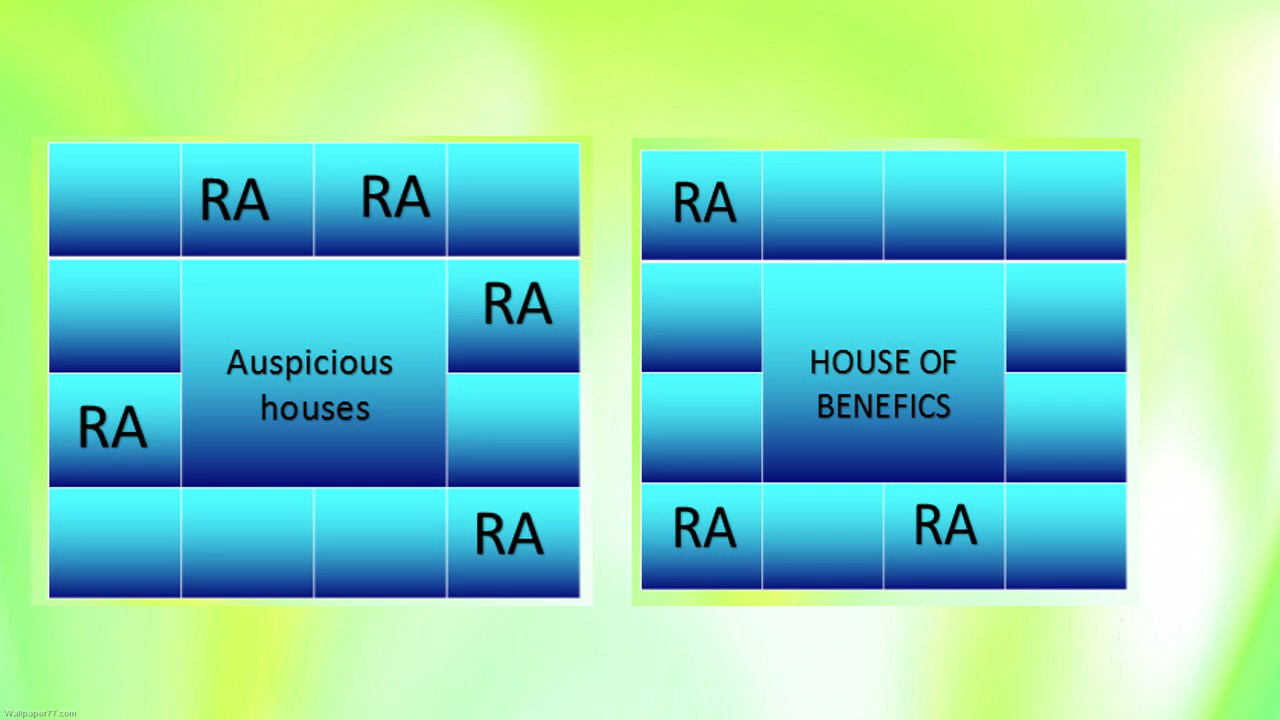 RA RA
RA
RA
RA
Auspicious
houses
RA
RA RA
HOUSE OF
BENEFICS
Wallpaper77.com